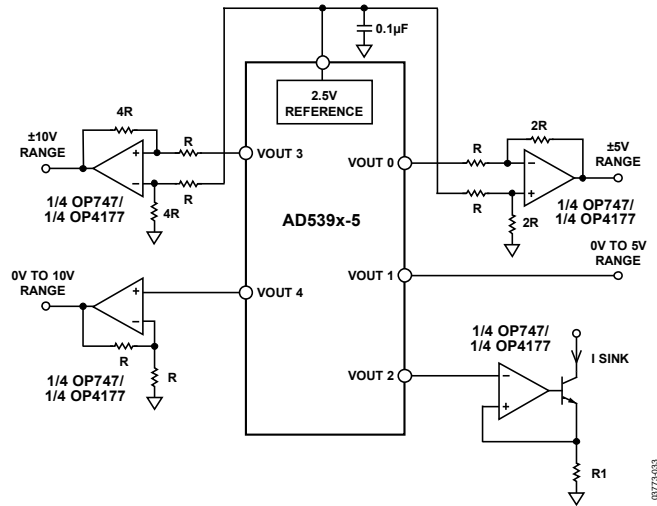 0.1µF
2.5V
REFERENCE
4R
±10V
RANGE
R
VOUT 3
R
4R
1/4 OP747/
1/4 OP4177
AD539x-5
VOUT 0
R
2R
±5V
RANGE
R
2R
1/4 OP747/
1/4 OP4177
0V TO 5V
RANGE
VOUT 1
0V TO 10V
RANGE
VOUT 4
R
R
1/4 OP747/
1/4 OP4177
1/4 OP747/
1/4 OP4177
I SINK
VOUT 2
R1
+
–
+
–
–
+
–
+
03773-033